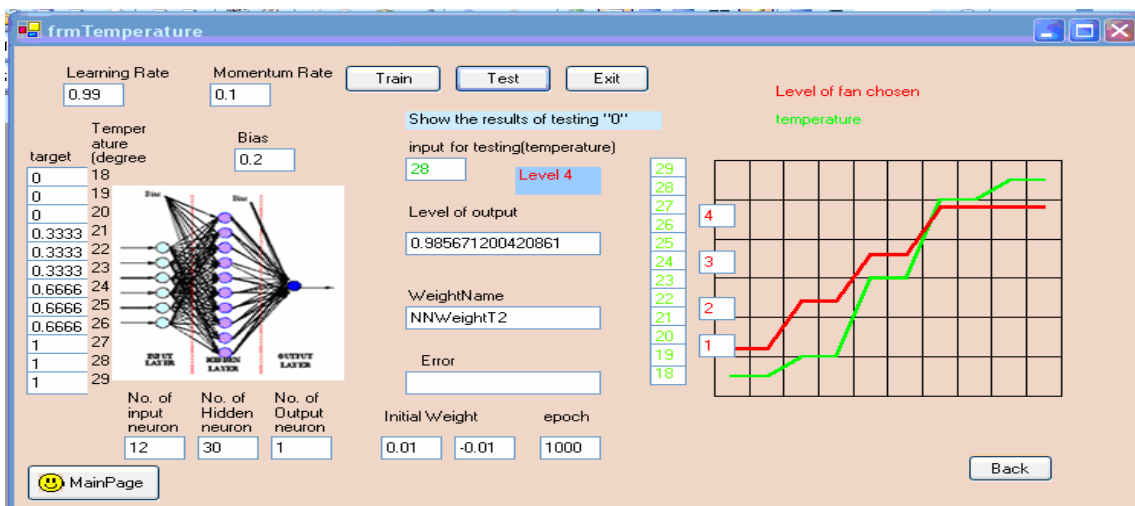 frmTemperature
Learning Rate
Momentum Rate
Train
Test
Exit
0.99
0.1
Level of fan chosen
temperature
Show the results of testing "0"
target
Temper
ature
(degree
Bias
0.2
input for testing(temperature)
28
Level 4
0 18
0 19
0 20
0.3333 21
0.3333 22
0.3333 23
0.6666 24
0.6666 25
0.6666 26
1 27
1 28
1 29
Bias
Bias
INPUT
LAYER
HIDDEN
LAYER
OUTPUT
LAYER
Level of output
0.985671200420861
WeightName
NNWeightT2
Error
No. of
input
neuron
No. of
Hidden
neuron
No. of
Output
neuron
12
30
1
Initial Weight
epoch
0.01
-0.01
1000
29
28
27
26
25
24
23
22
21
20
19
18
4
3
2
1
MainPage
Back